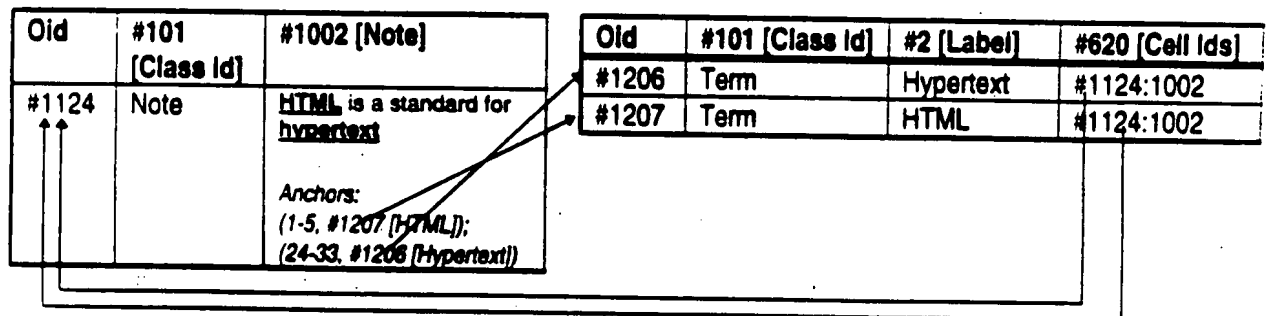 Oid #101 [Class Id] #1002 [Note]
#1124 Note HTML is a standard for
hypertext
Anchors:
(1-5, #1207 [HTML]);
(24-33, #1206 [Hypertext])
Oid #101 [Class Id] #2 [Label] #620 [Cell Ids]
#1206 Term Hypertext #1124:1002
#1207 Term HTML #1124:1002